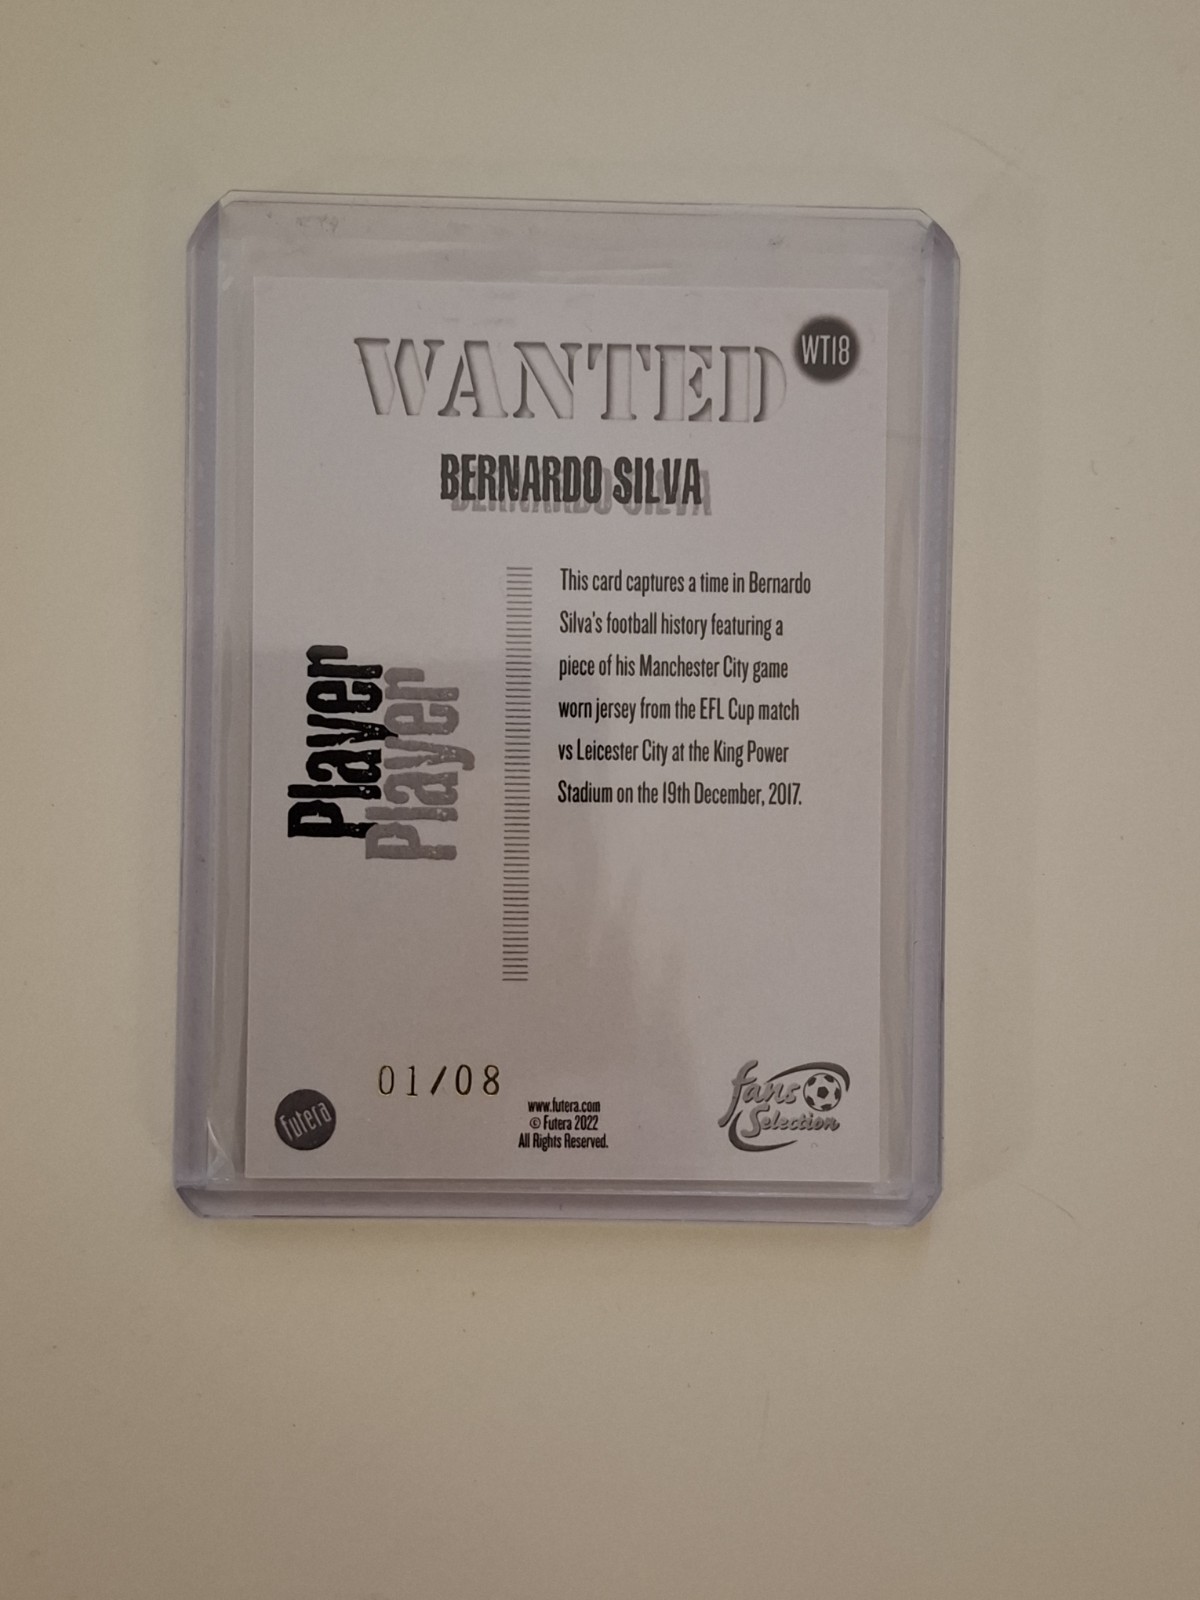 WANTED
WT18
BERNARDO SILVA
This card captures a time in Bernardo
Silva's football history featuring a
piece of his Manchester City game
worn jersey from the EFL Cup match
vs Leicester City at the King Power
Stadium on the 19th December, 2017.
Player
Player
01/08
futera
www.futera.com
© Futera 2022
All Rights Reserved.
fans
Selection